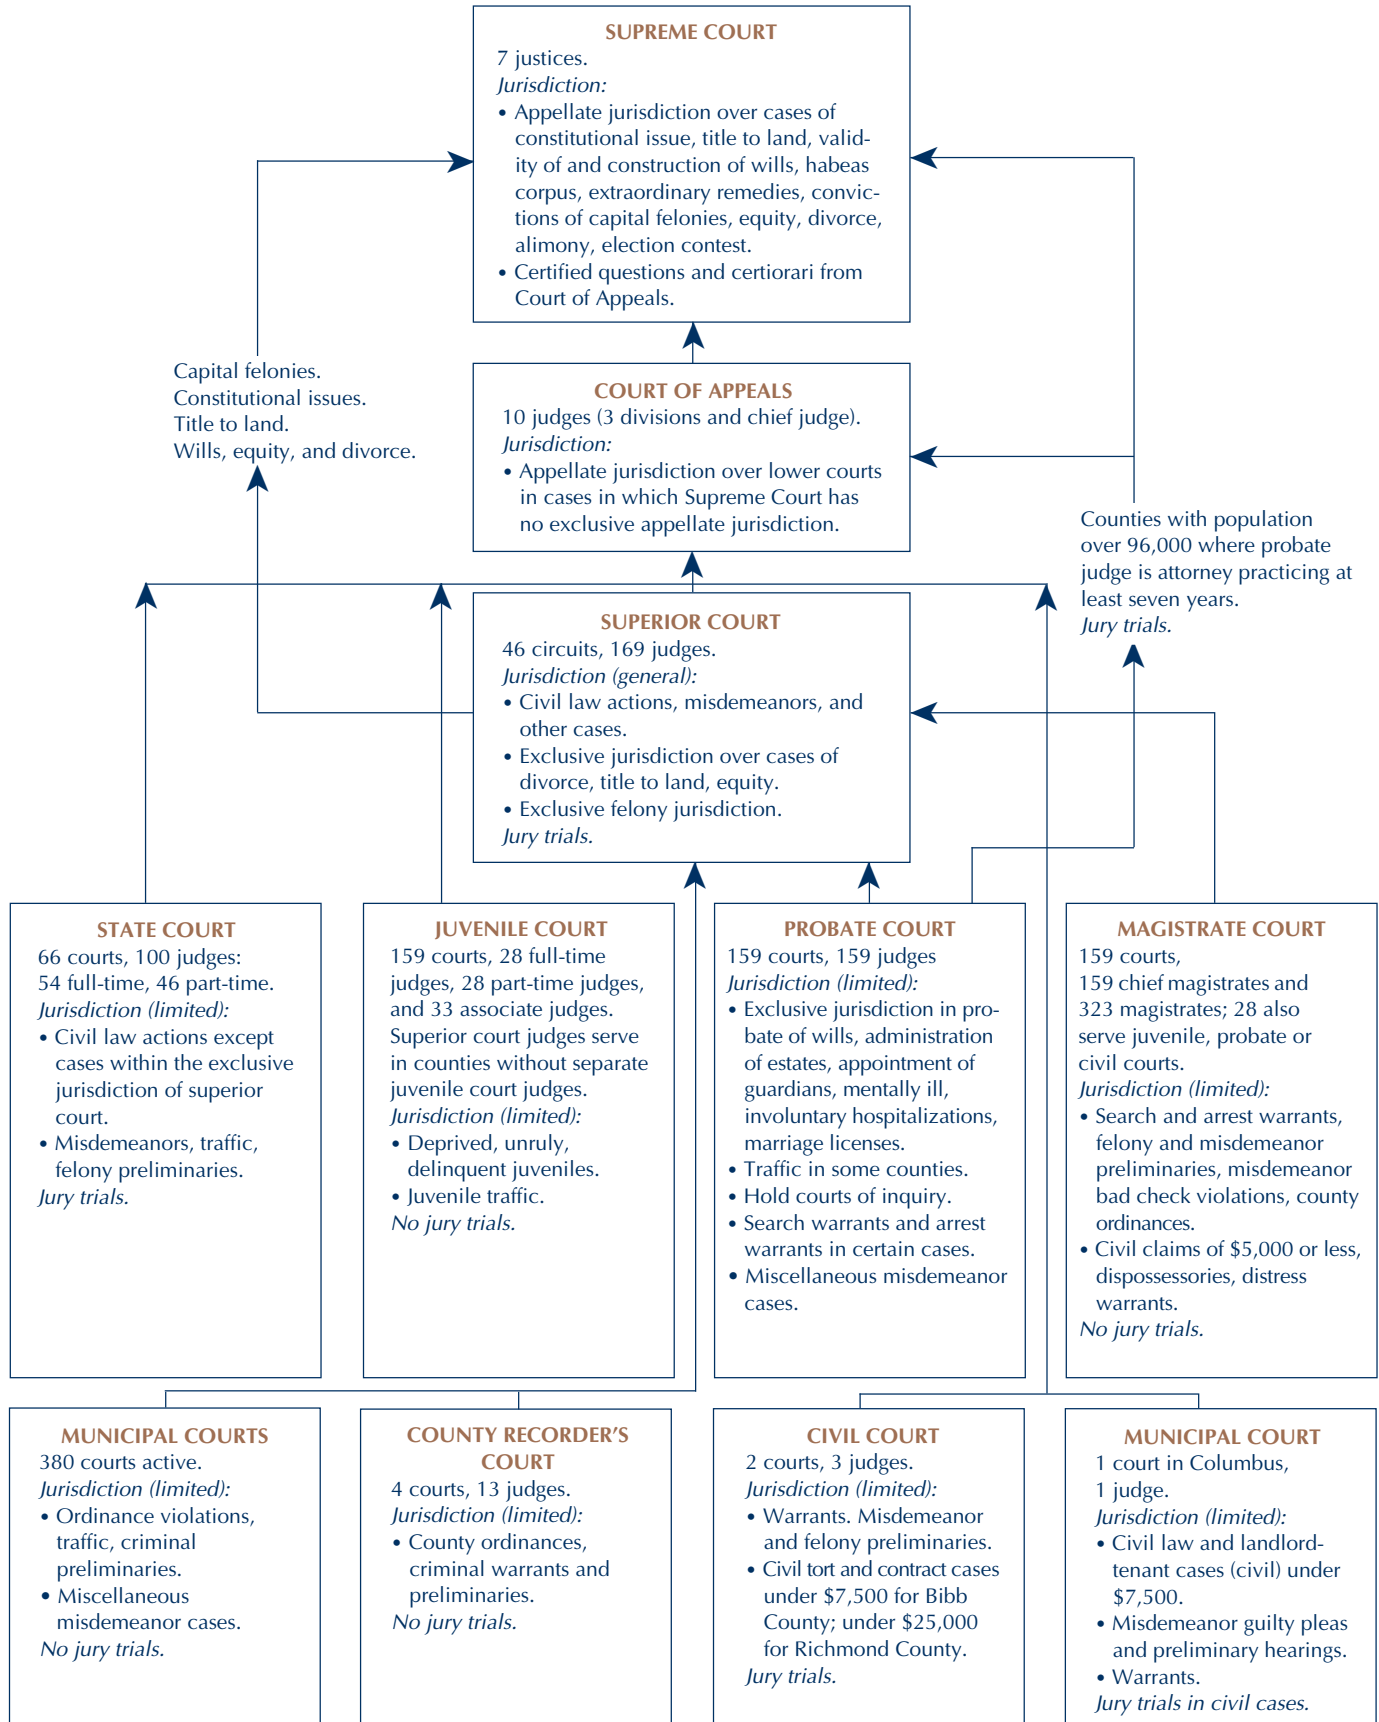 SUPREME COURT
7 justices.
Jurisdiction:
• Appellate jurisdiction over cases of
constitutional issue, title to land, valid-
ity of and construction of wills, habeas
corpus, extraordinary remedies, convic-
tions of capital felonies, equity, divorce,
alimony, election contest.
• Certified questions and certiorari from
Court of Appeals.
Capital felonies.
Constitutional issues.
Title to land.
Wills, equity, and divorce.
COURT OF APPEALS
10 judges (3 divisions and chief judge).
Jurisdiction:
• Appellate jurisdiction over lower courts
in cases in which Supreme Court has
no exclusive appellate jurisdiction.
Counties with population
over 96,000 where probate
judge is attorney practicing at
least seven years.
Jury trials.
SUPERIOR COURT
46 circuits, 169 judges.
Jurisdiction (general):
• Civil law actions, misdemeanors, and
other cases.
• Exclusive jurisdiction over cases of
divorce, title to land, equity.
• Exclusive felony jurisdiction.
Jury trials.
STATE COURT
66 courts, 100 judges:
54 full-time, 46 part-time.
Jurisdiction (limited):
• Civil law actions except
cases within the exclusive
jurisdiction of superior
court.
• Misdemeanors, traffic,
felony preliminaries.
Jury trials.
JUVENILE COURT
159 courts, 28 full-time
judges, 28 part-time judges,
and 33 associate judges.
Superior court judges serve
in counties without separate
juvenile court judges.
Jurisdiction (limited):
• Deprived, unruly,
delinquent juveniles.
• Juvenile traffic.
No jury trials.
PROBATE COURT
159 courts, 159 judges
Jurisdiction (limited):
• Exclusive jurisdiction in pro-
bate of wills, administration
of estates, appointment of
guardians, mentally ill,
involuntary hospitalizations,
marriage licenses.
• Traffic in some counties.
• Hold courts of inquiry.
• Search warrants and arrest
warrants in certain cases.
• Miscellaneous misdemeanor
cases.
MAGISTRATE COURT
159 courts,
159 chief magistrates and
323 magistrates; 28 also
serve juvenile, probate or
civil courts.
Jurisdiction (limited):
• Search and arrest warrants,
felony and misdemeanor
preliminaries, misdemeanor
bad check violations, county
ordinances.
• Civil claims of $5,000 or less,
dispossessories, distress
warrants.
No jury trials.
MUNICIPAL COURTS
380 courts active.
Jurisdiction (limited):
• Ordinance violations,
traffic, criminal
preliminaries.
• Miscellaneous
misdemeanor cases.
No jury trials.
COUNTY RECORDER'S
COURT
4 courts, 13 judges.
Jurisdiction (limited):
• County ordinances,
criminal warrants and
preliminaries.
No jury trials.
CIVIL COURT
2 courts, 3 judges.
Jurisdiction (limited):
• Warrants. Misdemeanor
and felony preliminaries.
• Civil tort and contract cases
under $7,500 for Bibb
County; under $25,000
for Richmond County.
Jury trials.
MUNICIPAL COURT
1 court in Columbus,
1 judge.
Jurisdiction (limited):
• Civil law and landlord-
tenant cases (civil) under
$7,500.
• Misdemeanor guilty pleas
and preliminary hearings.
• Warrants.
Jury trials in civil cases.